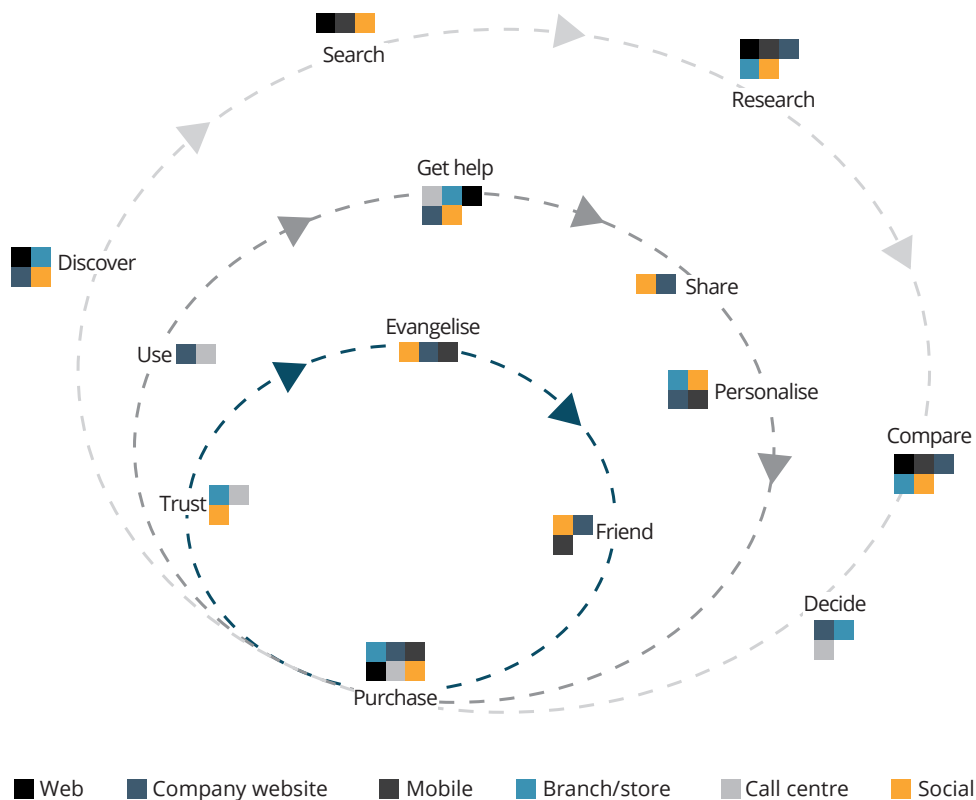 Search
Research
Get help
Discover
Share
Evangelise
Use
Personalise
Compare
Trust
Friend
Decide
Purchase
Web
Company website
Mobile
Branch/store
Call centre
Social